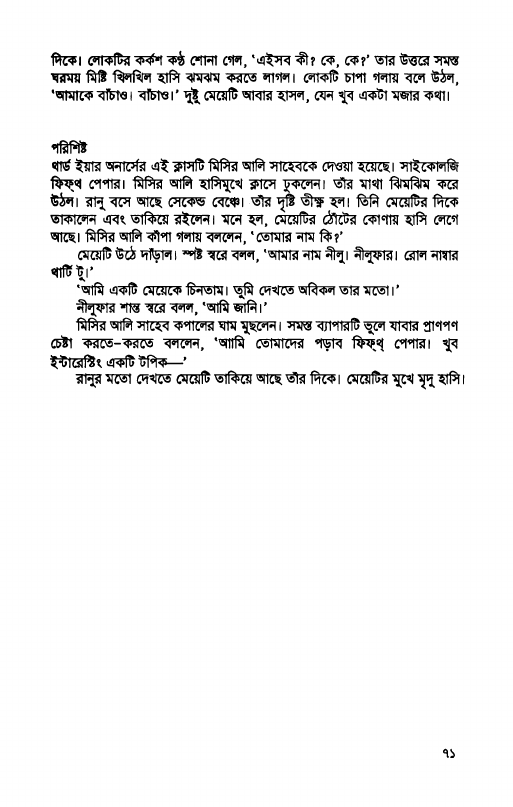 দিকে। লোকটির কর্কশ কণ্ঠ শোনা গেল, ‘এইসব কী? কে, কে?’ তার উত্তরে সমস্ত
ঘরময় মিষ্টি খিলখিল হাসি ঝমঝম করতে লাগল। লোকটি চাপা গলায় বলে উঠল,
‘আমাকে বাঁচাও। বাঁচাও।’ দুষ্টু মেয়েটি আবার হাসল, যেন খুব একটা মজার কথা।
পরিশিষ্ট
থার্ড ইয়ার অনার্সের এই ক্লাসটি মিসির আলি সাহেবকে দেওয়া হয়েছে। সাইকোলজি
ফিফ্‌থ পেপার। মিসির আলি হাসিমুখে ক্লাসে ঢুকলেন। তাঁর মাথা ঝিমঝিম করে
উঠল। রানু বসে আছে সেকেন্ড বেঞ্চে। তাঁর দৃষ্টি তীক্ষ্ণ হল। তিনি মেয়েটির দিকে
তাকালেন এবং তাকিয়ে রইলেন। মনে হল, মেয়েটির ঠোঁটের কোণায় হাসি লেগে
আছে। মিসির আলি কাঁপা গলায় বললেন, ‘তোমার নাম কি?’
মেয়েটি উঠে দাঁড়াল। স্পষ্ট স্বরে বলল, ‘আমার নাম নীলু। নীলুফার। রোল নাম্বার
থার্টি টু।’
‘আমি একটি মেয়েকে চিনতাম। তুমি দেখতে অবিকল তার মতো।’
নীলুফার শান্ত স্বরে বলল, ‘আমি জানি।’
মিসির আলি সাহেব কপালের ঘাম মুছলেন। সমস্ত ব্যাপারটি ভুলে যাবার প্রাণপণ
চেষ্টা করতে-করতে বললেন, ‘আামি তোমাদের পড়াব ফিফ্‌থ্ পেপার। খুব
ইন্টারেস্টিং একটি টপিক—’
রানুর মতো দেখতে মেয়েটি তাকিয়ে আছে তাঁর দিকে। মেয়েটির মুখে মৃদু হাসি।
৭১